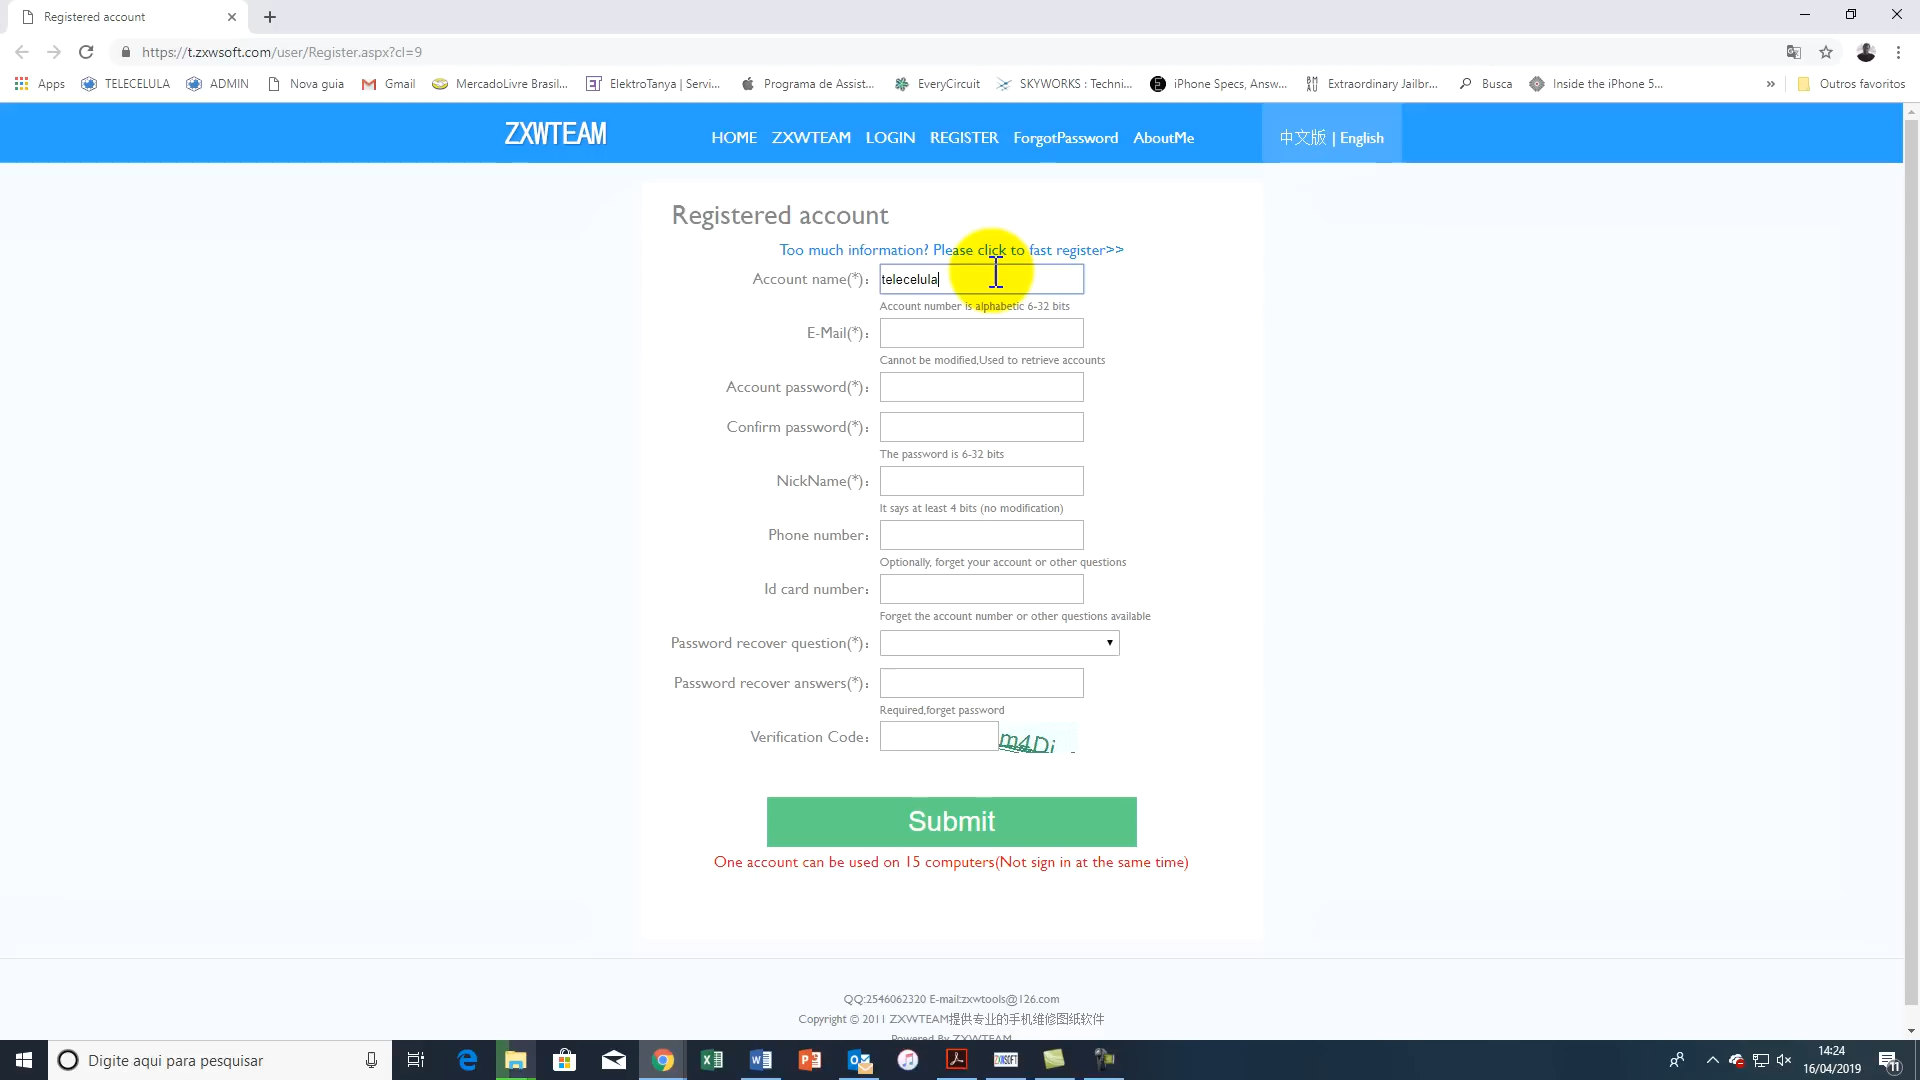 Registered account
https://t.zxwsoft.com/user/Register.aspx?cl=9
Apps TELECELULA ADMIN Nova guia Gmail MercadoLivre Brasil... ElektroTanya | Servi... Programa de Assist... EveryCircuit SKYWORKS : Techni... iPhone Specs, Answ... Extraordinary Jailbr... Busca Inside the iPhone 5... » Outros favoritos
ZXWTEAM HOME ZXWTEAM LOGIN REGISTER ForgotPassword AboutMe 中文版 | English
Registered account
Too much information? Please click to fast register>>
Account name(*)： telecelula
Account number is alphabetic 6-32 bits
E-Mail(*)：
Cannot be modified,Used to retrieve accounts
Account password(*)：
Confirm password(*)：
The password is 6-32 bits
NickName(*)：
It says at least 4 bits (no modification)
Phone number：
Optionally, forget your account or other questions
Id card number：
Forget the account number or other questions available
Password recover question(*)：
Password recover answers(*)：
Required,forget password
Verification Code： m4Di
Submit
One account can be used on 15 computers(Not sign in at the same time)
QQ:2546062320 E-mail:zxwtools@126.com
Copyright © 2011 ZXWTEAM提供专业的手机维修图纸软件
Powered By ZXWTEAM
Digite aqui para pesquisar
ZXWSOFT
14:24
16/04/2019
11